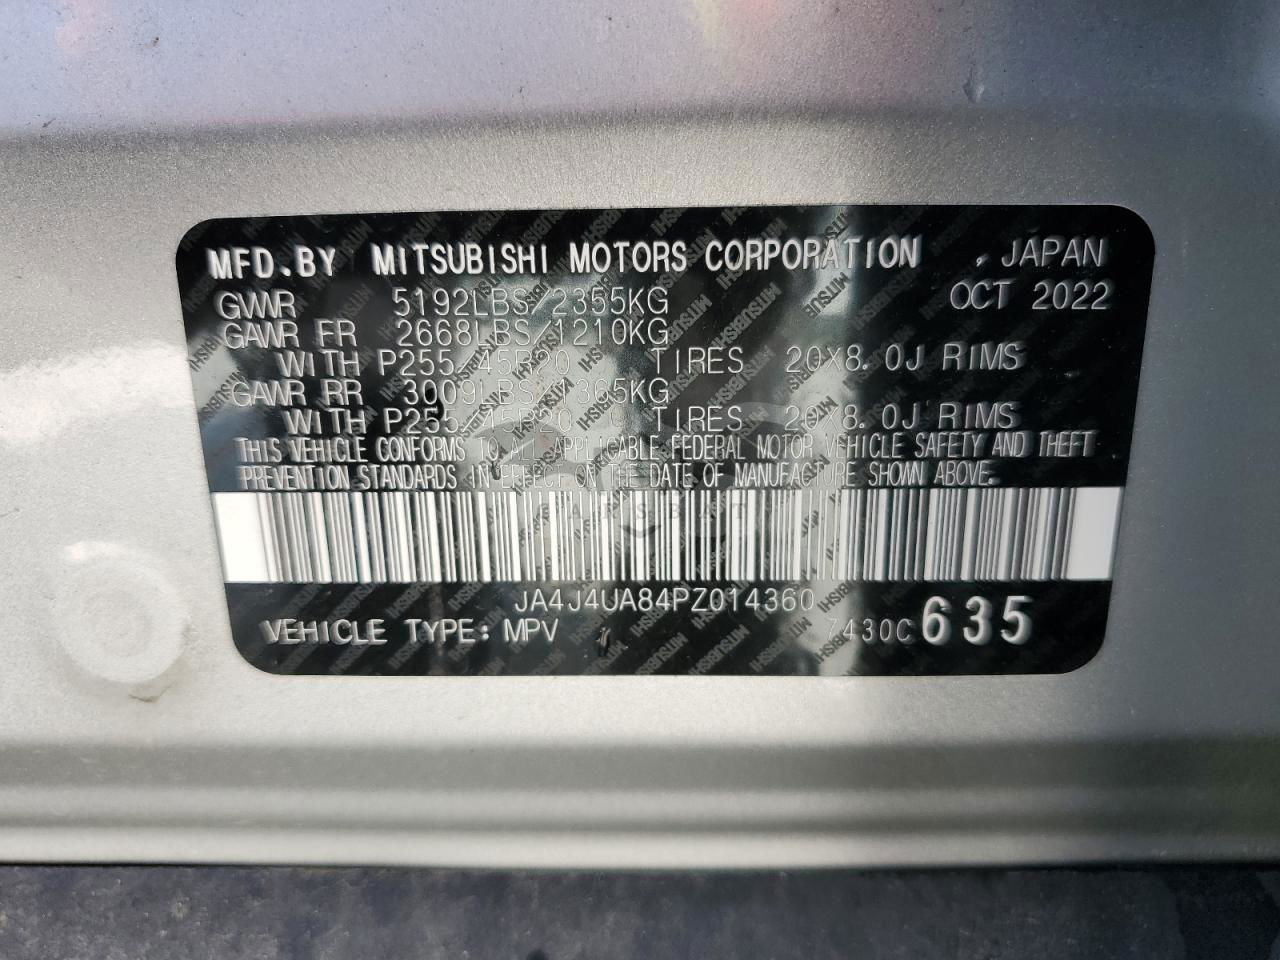 MFD.BY MITSUBISHI MOTORS CORPORATION , JAPAN
GVWR 5192LBS/2355KG OCT 2022
GAWR FR 2668LBS/1210KG
WITH P255/45R20 TIRES 20X8.0J RIMS
GAWR RR 3009LBS/1365KG
WITH P255/45R20 TIRES 20X8.0J RIMS
THIS VEHICLE CONFORMS TO ALL APPLICABLE FEDERAL MOTOR VEHICLE SAFETY AND THEFT
PREVENTION STANDARDS IN EFFECT ON THE DATE OF MANUFACTURE SHOWN ABOVE.
JA4J4UA84PZ014360
VEHICLE TYPE: MPV 7430C 635